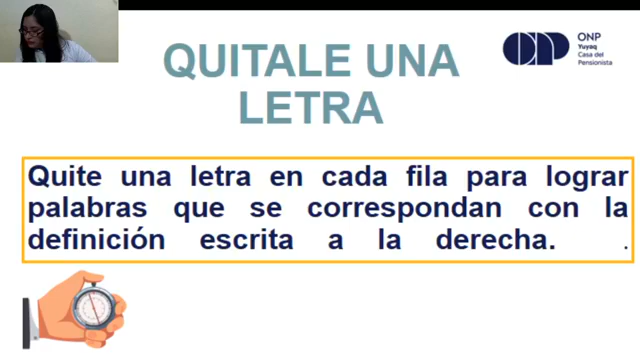 QUITALE UNA
LETRA
ONP
Yuyaq
Casa del
Pensionista
Quite una letra en cada fila para lograr
palabras que se correspondan con la
definición escrita a la derecha. .